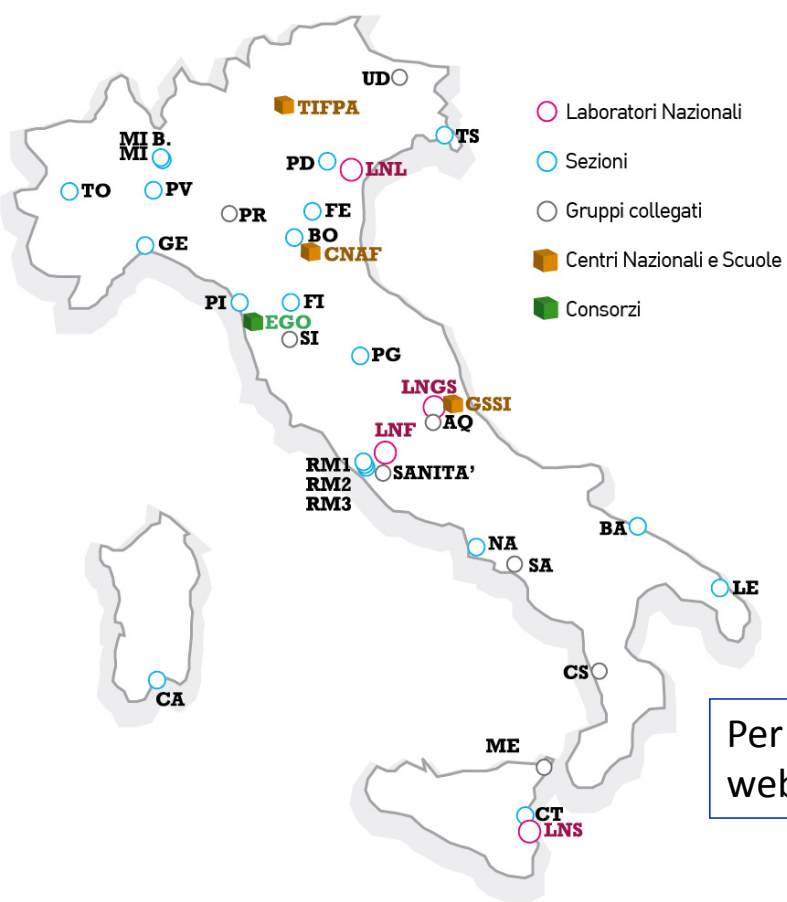 UD
TIFPA
TS
MI B.
MI
PD
LNL
TO
PV
PR
FE
BO
GE
CNAF
PI
FI
EGO
SI
PG
LNGS
GSSI
AQ
LNF
RM1
RM2
RM3
SANITA'
NA
SA
BA
LE
CS
CA
ME
CT
LNS
Laboratori Nazionali
Sezioni
Gruppi collegati
Centri Nazionali e Scuole
Consorzi
Per
web